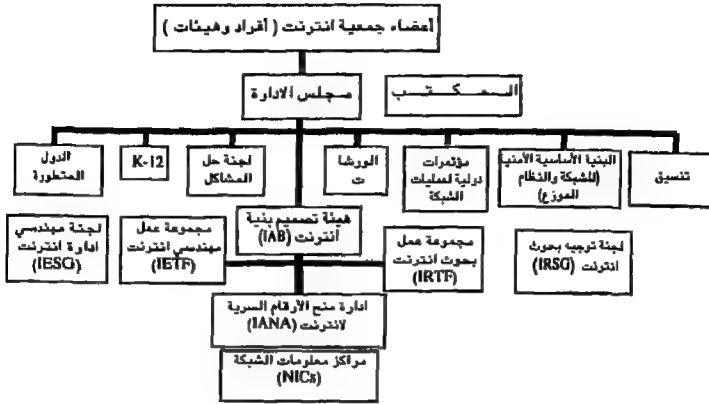 أعضاء جمعية انترنت ( أفراد وهيئات )
المكتب
مجلس الادارة
تنسيق
البنية الأساسية الأمنية
(للشبكة والنظام
الموزع)
مؤتمرات
دولية لعمليات
الشبكة
الورشا
ت
لجنة حل
المشاكل
K-12
الدول
المتطورة
هيئة تصميم بنية
أنترنت (IAB)
لجنة توجيه بحوث
انترنت (IRSG)
مجموعة عمل
بحوث انترنت
(IRTF)
مجموعة عمل
مهندسي انترنت
(IETF)
لجنة مهندسي
ادارة انترنت
(IESG)
ادارة منح الأرقام السرية
لانترنت (IANA)
مراكز معلومات الشبكة
(NICs)